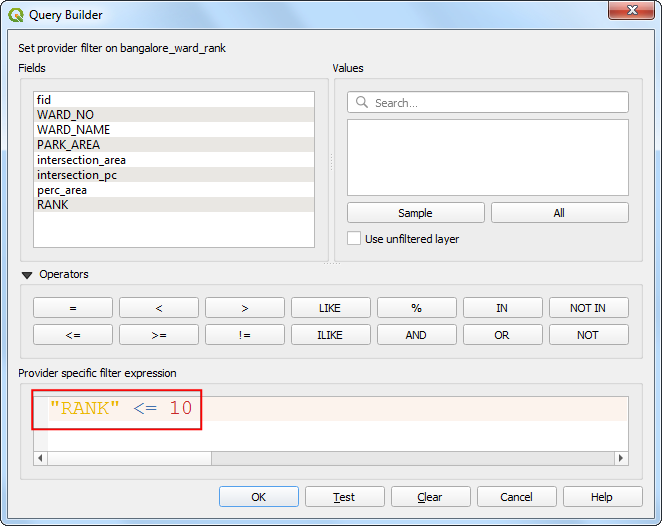 Query Builder
Set provider filter on bangalore_ward_rank
Fields
Values
fid
WARD_NO
WARD_NAME
PARK_AREA
intersection_area
intersection_pc
perc_area
RANK
Search...
Sample All
Use unfiltered layer
Operators
= < > LIKE % IN NOT IN
<= >= != ILIKE AND OR NOT
Provider specific filter expression
"RANK" <= 10
OK Test Clear Cancel Help